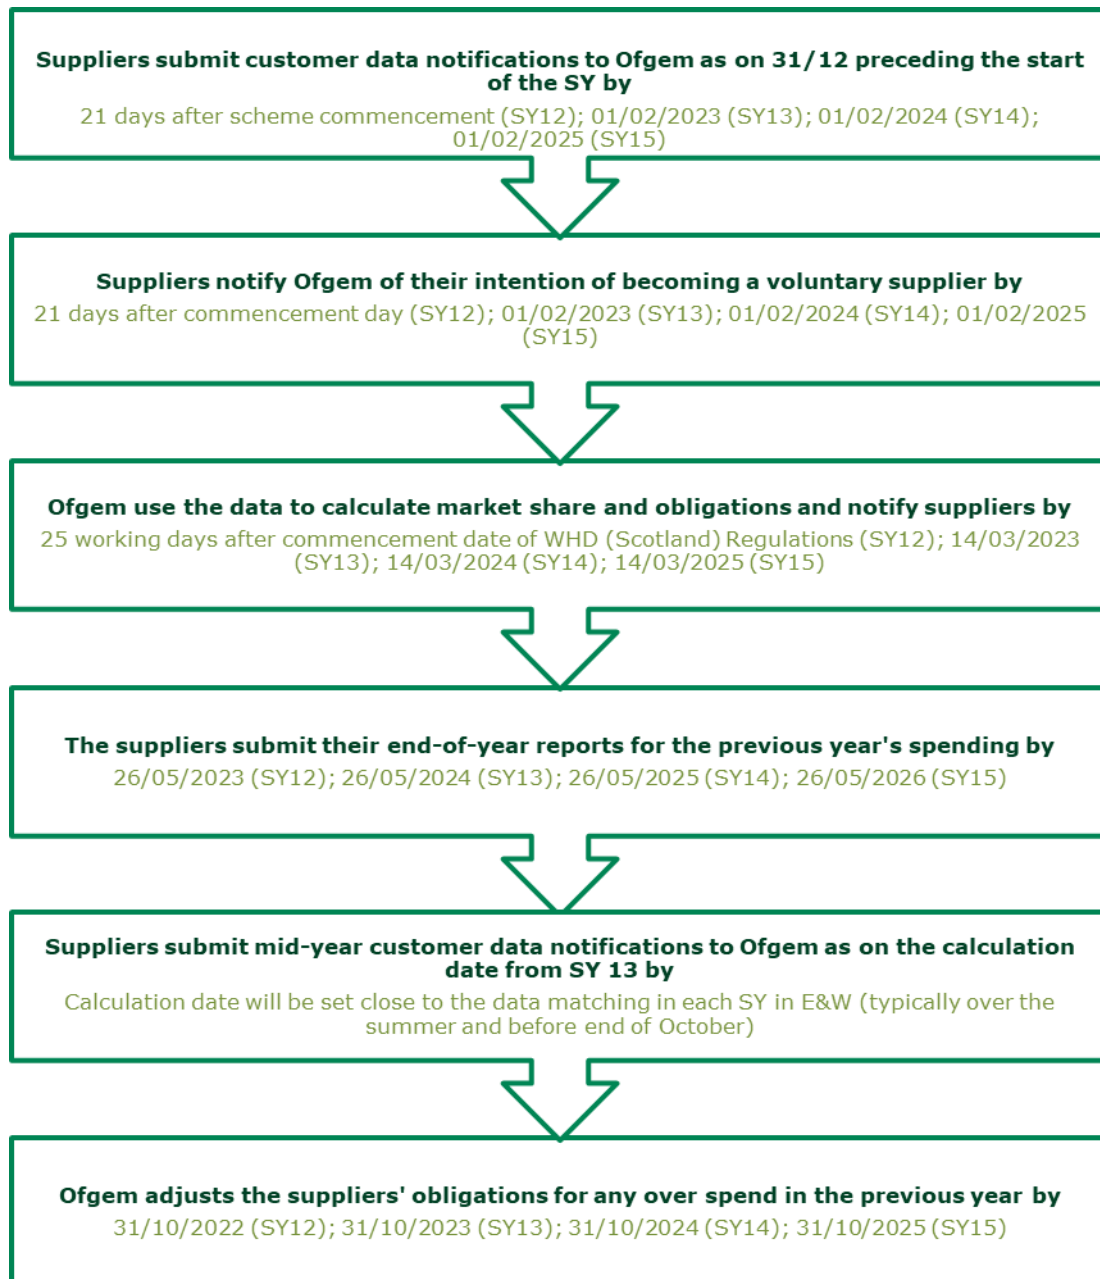 Suppliers submit customer data notifications to Ofgem as on 31/12 preceding the start
of the SY by
21 days after scheme commencement (SY12); 01/02/2023 (SY13); 01/02/2024 (SY14);
01/02/2025 (SY15)
Suppliers notify Ofgem of their intention of becoming a voluntary supplier by
21 days after commencement day (SY12); 01/02/2023 (SY13); 01/02/2024 (SY14); 01/02/2025
(SY15)
Ofgem use the data to calculate market share and obligations and notify suppliers by
25 working days after commencement date of WHD (Scotland) Regulations (SY12); 14/03/2023
(SY13); 14/03/2024 (SY14); 14/03/2025 (SY15)
The suppliers submit their end-of-year reports for the previous year's spending by
26/05/2023 (SY12); 26/05/2024 (SY13); 26/05/2025 (SY14); 26/05/2026 (SY15)
Suppliers submit mid-year customer data notifications to Ofgem as on the calculation
date from SY 13 by
Calculation date will be set close to the data matching in each SY in E&W (typically over the
summer and before end of October)
Ofgem adjusts the suppliers' obligations for any over spend in the previous year by
31/10/2022 (SY12); 31/10/2023 (SY13); 31/10/2024 (SY14); 31/10/2025 (SY15)